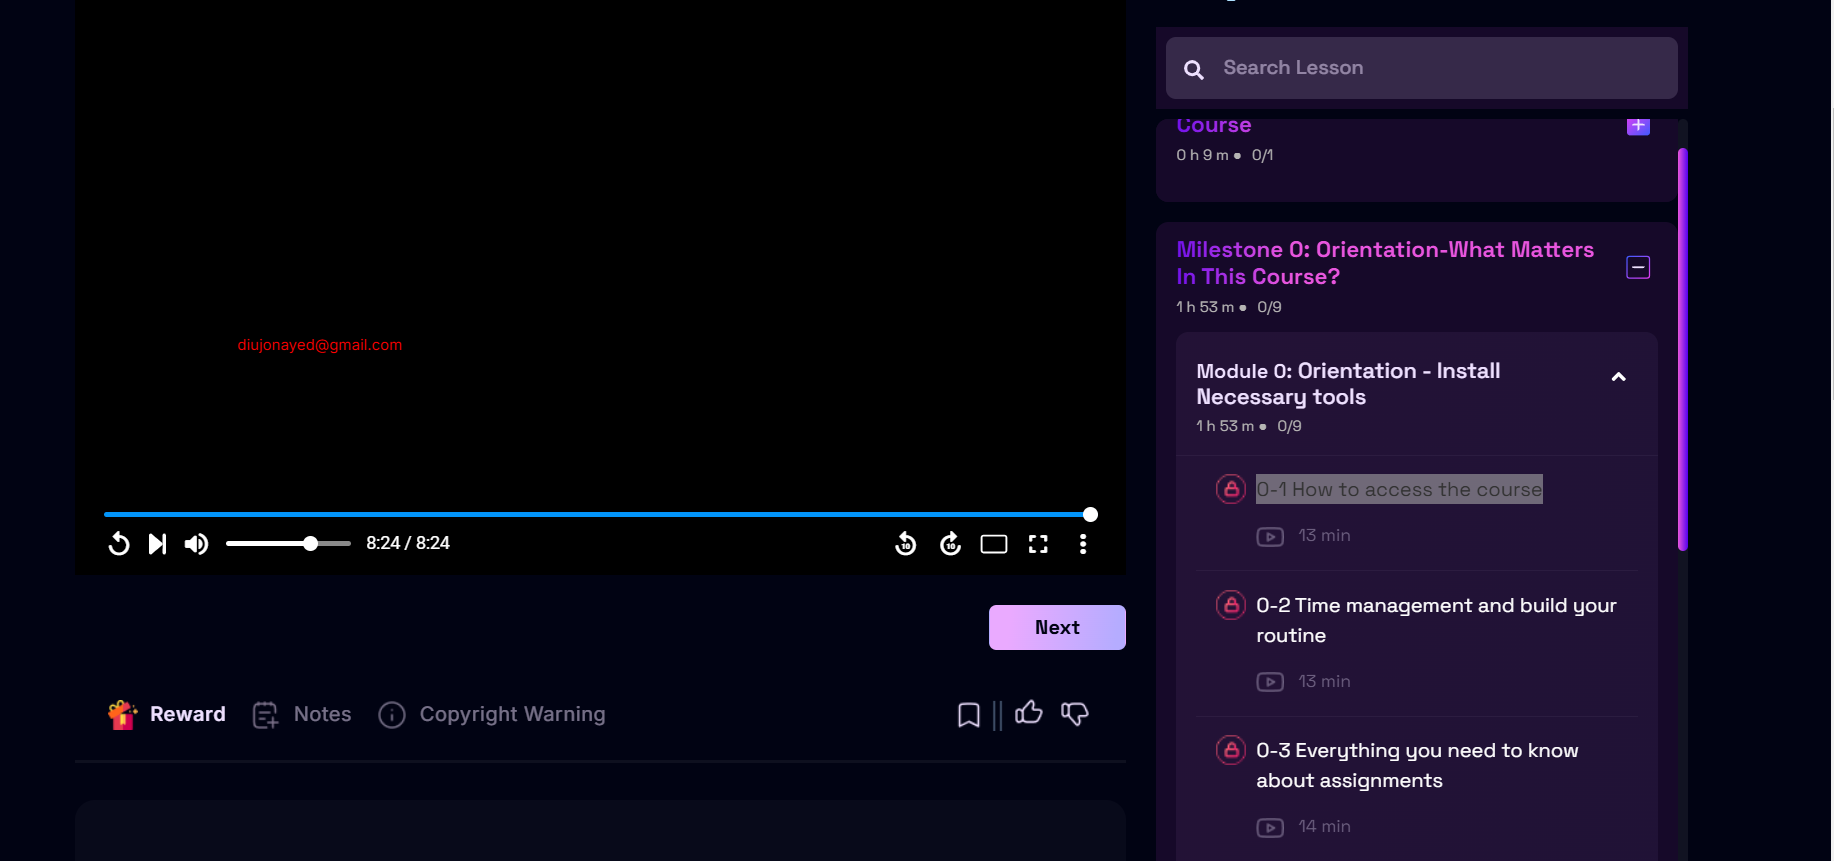 diujonayed@gmail.com
8:24 / 8:24
10
10
Next
Reward
Notes
Copyright Warning
Search Lesson
Course
0 h 9 m ● 0/1
Milestone 0: Orientation-What Matters
In This Course?
1 h 53 m ● 0/9
Module 0: Orientation - Install
Necessary tools
1 h 53 m ● 0/9
0-1 How to access the course
13 min
0-2 Time management and build your
routine
13 min
0-3 Everything you need to know
about assignments
14 min